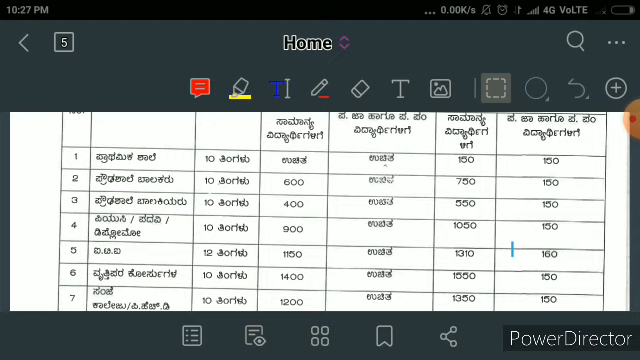 10:27 PM ... 0.00K/s 4G VoLTE
5 Home
T T
ಸಾಮಾನ್ಯ ವಿದ್ಯಾರ್ಥಿಗಳಿಗೆ ಪ. ಜಾ ಹಾಗೂ ಪ. ಪಂ ವಿದ್ಯಾರ್ಥಿಗಳಿಗೆ ಸಾಮಾನ್ಯ ವಿದ್ಯಾರ್ಥಿಗಳಿಗೆ ಪ. ಜಾ ಹಾಗೂ ಪ. ಪಂ ವಿದ್ಯಾರ್ಥಿಗಳಿಗೆ
1 ಪ್ರಾಥಮಿಕ ಶಾಲೆ 10 ತಿಂಗಳು ಉಚಿತ ಉಚಿತ 150 150
2 ಪ್ರೌಢಶಾಲೆ ಬಾಲಕರು 10 ತಿಂಗಳು 600 ಉಚಿತ 750 150
3 ಪ್ರೌಢಶಾಲೆ ಬಾಲಕಿಯರು 10 ತಿಂಗಳು 400 ಉಚಿತ 550 150
4 ಪಿಯುಸಿ / ಪದವಿ / ಡಿಪ್ಲೋಮೋ 10 ತಿಂಗಳು 900 ಉಚಿತ 1050 150
5 ಐ.ಟಿ.ಐ 12 ತಿಂಗಳು 1150 ಉಚಿತ 1310 160
6 ವೃತ್ತಿಪರ ಕೋರ್ಸುಗಳ 10 ತಿಂಗಳು 1400 ಉಚಿತ 1550 150
7 ಸಂಜೆ ಕಾಲೇಜು/ಪಿ.ಹೆಚ್.ಡಿ 10 ತಿಂಗಳು 1200 ಉಚಿತ 1350 150
PowerDirector